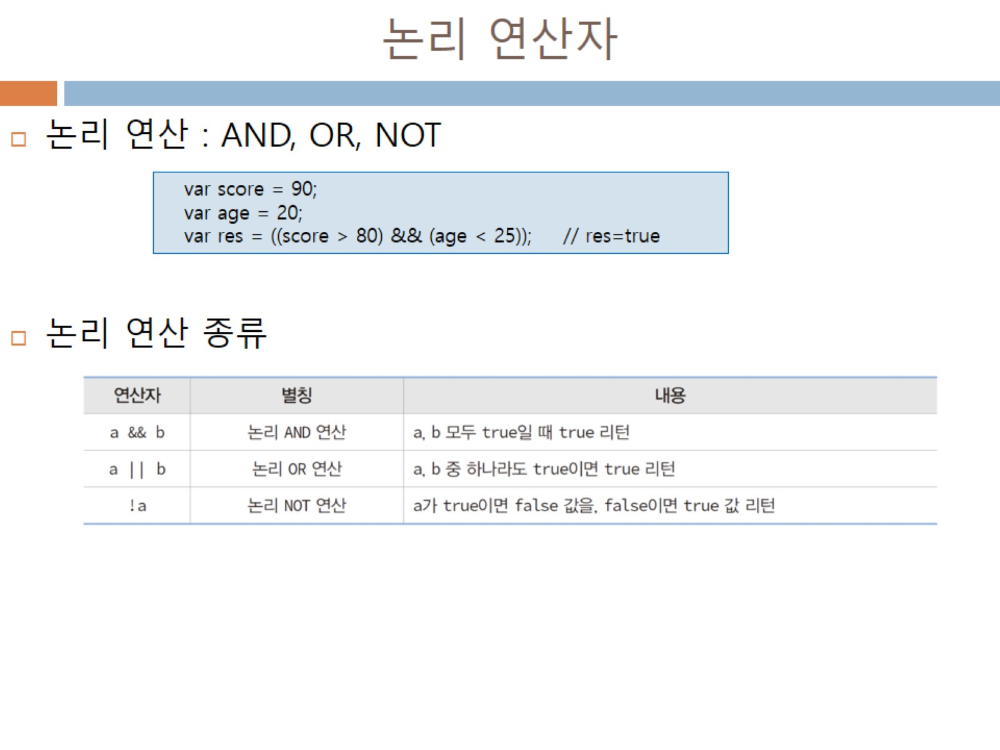 논리 연산자
논리 연산 : AND, OR, NOT
var score = 90;
var age = 20;
var res = ((score > 80) && (age < 25)); // res=true
논리 연산 종류
연산자 별칭 내용
a && b 논리 AND 연산 a, b 모두 true일 때 true 리턴
a || b 논리 OR 연산 a, b 중 하나라도 true이면 true 리턴
!a 논리 NOT 연산 a가 true이면 false 값을, false이면 true 값 리턴